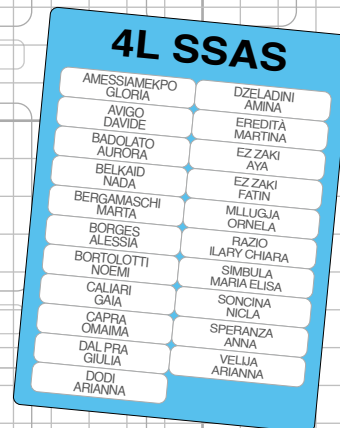 4L SSAS
AMESSIAMEKPO
GLORIA
AVIGO
DAVIDE
BADOLATO
AURORA
BELKAID
NADA
BERGAMASCHI
MARTA
BORGES
ALESSIA
BORTOLOTTI
NOEMI
CALIARI
GAIA
CAPRA
OMAIMA
DAL PRA
GIULIA
DODI
ARIANNA
DZELADINI
AMINA
EREDITÀ
MARTINA
EZ ZAKI
AYA
EZ ZAKI
FATIN
MLLUGJA
ORNELA
RAZIO
ILARY CHIARA
SIMBULA
MARIA ELISA
SONCINA
NICLA
SPERANZA
ANNA
VELIJA
ARIANNA